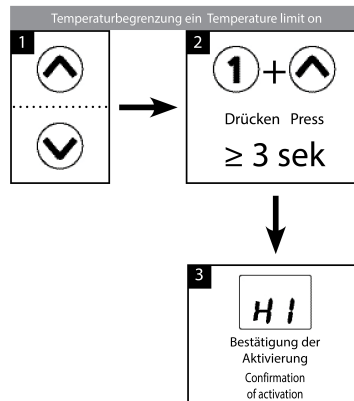 Temperaturbegrenzung ein Temperature limit on
1
2
1 +
Drücken Press
≥ 3 sek
3
HI
Bestätigung der
Aktivierung
Confirmation
of activation